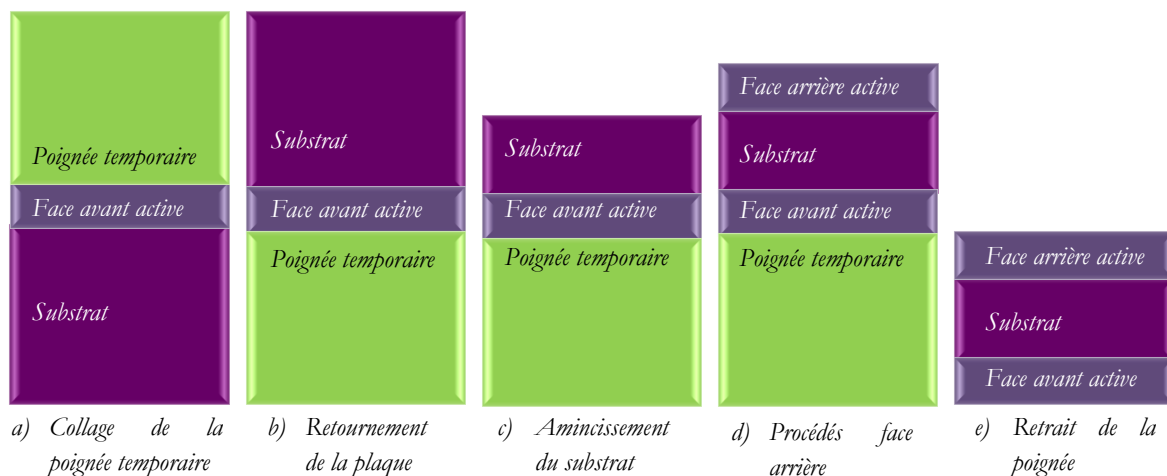 Poignée temporaire
Face avant active
Substrat
a) Collage de la
poignée temporaire
Substrat
Face avant active
Poignée temporaire
b) Retournement
de la plaque
Substrat
Face avant active
Poignée temporaire
c) Amincissement
du substrat
Face arrière active
Substrat
Face avant active
Poignée temporaire
d) Procédés face
arrière
Face arrière active
Substrat
Face avant active
e) Retrait de la
poignée